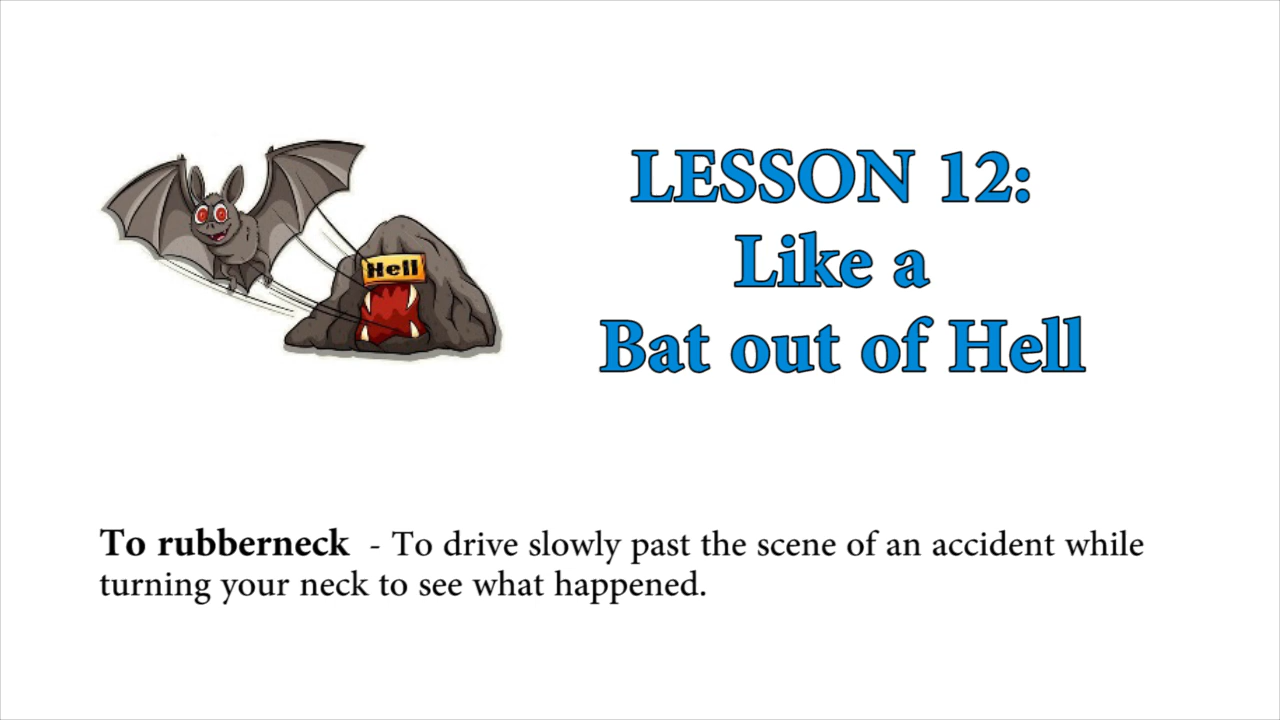 Hell
LESSON 12:
Like a
Bat out of Hell
To rubberneck - To drive slowly past the scene of an accident while
turning your neck to see what happened.